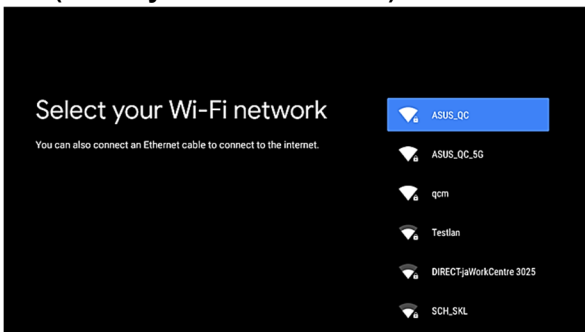 Select your Wi-Fi network
You can also connect an Ethernet cable to connect to the internet.
ASUS_QC
ASUS_QC_5G
qcm
Testlan
DIRECT-jaWorkCentre 3025
SCH_SKL